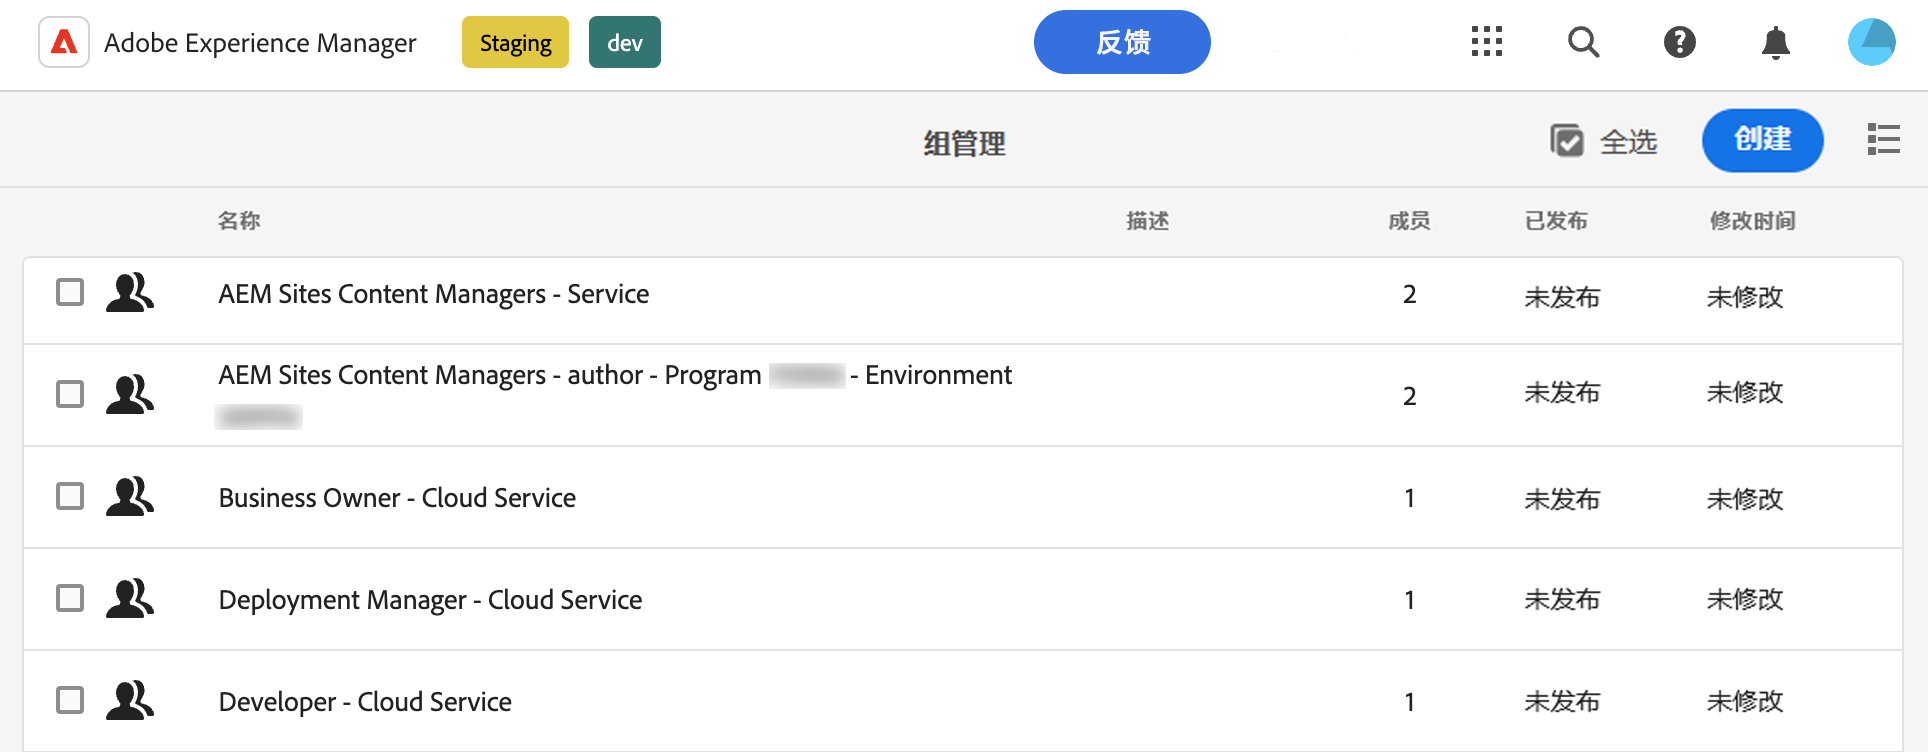 Adobe Experience Manager Staging dev 反馈
组管理 全选 创建
名称 描述 成员 已发布 修改时间
AEM Sites Content Managers - Service 2 未发布 未修改
AEM Sites Content Managers - author - Program - Environment 2 未发布 未修改
Business Owner - Cloud Service 1 未发布 未修改
Deployment Manager - Cloud Service 1 未发布 未修改
Developer - Cloud Service 1 未发布 未修改